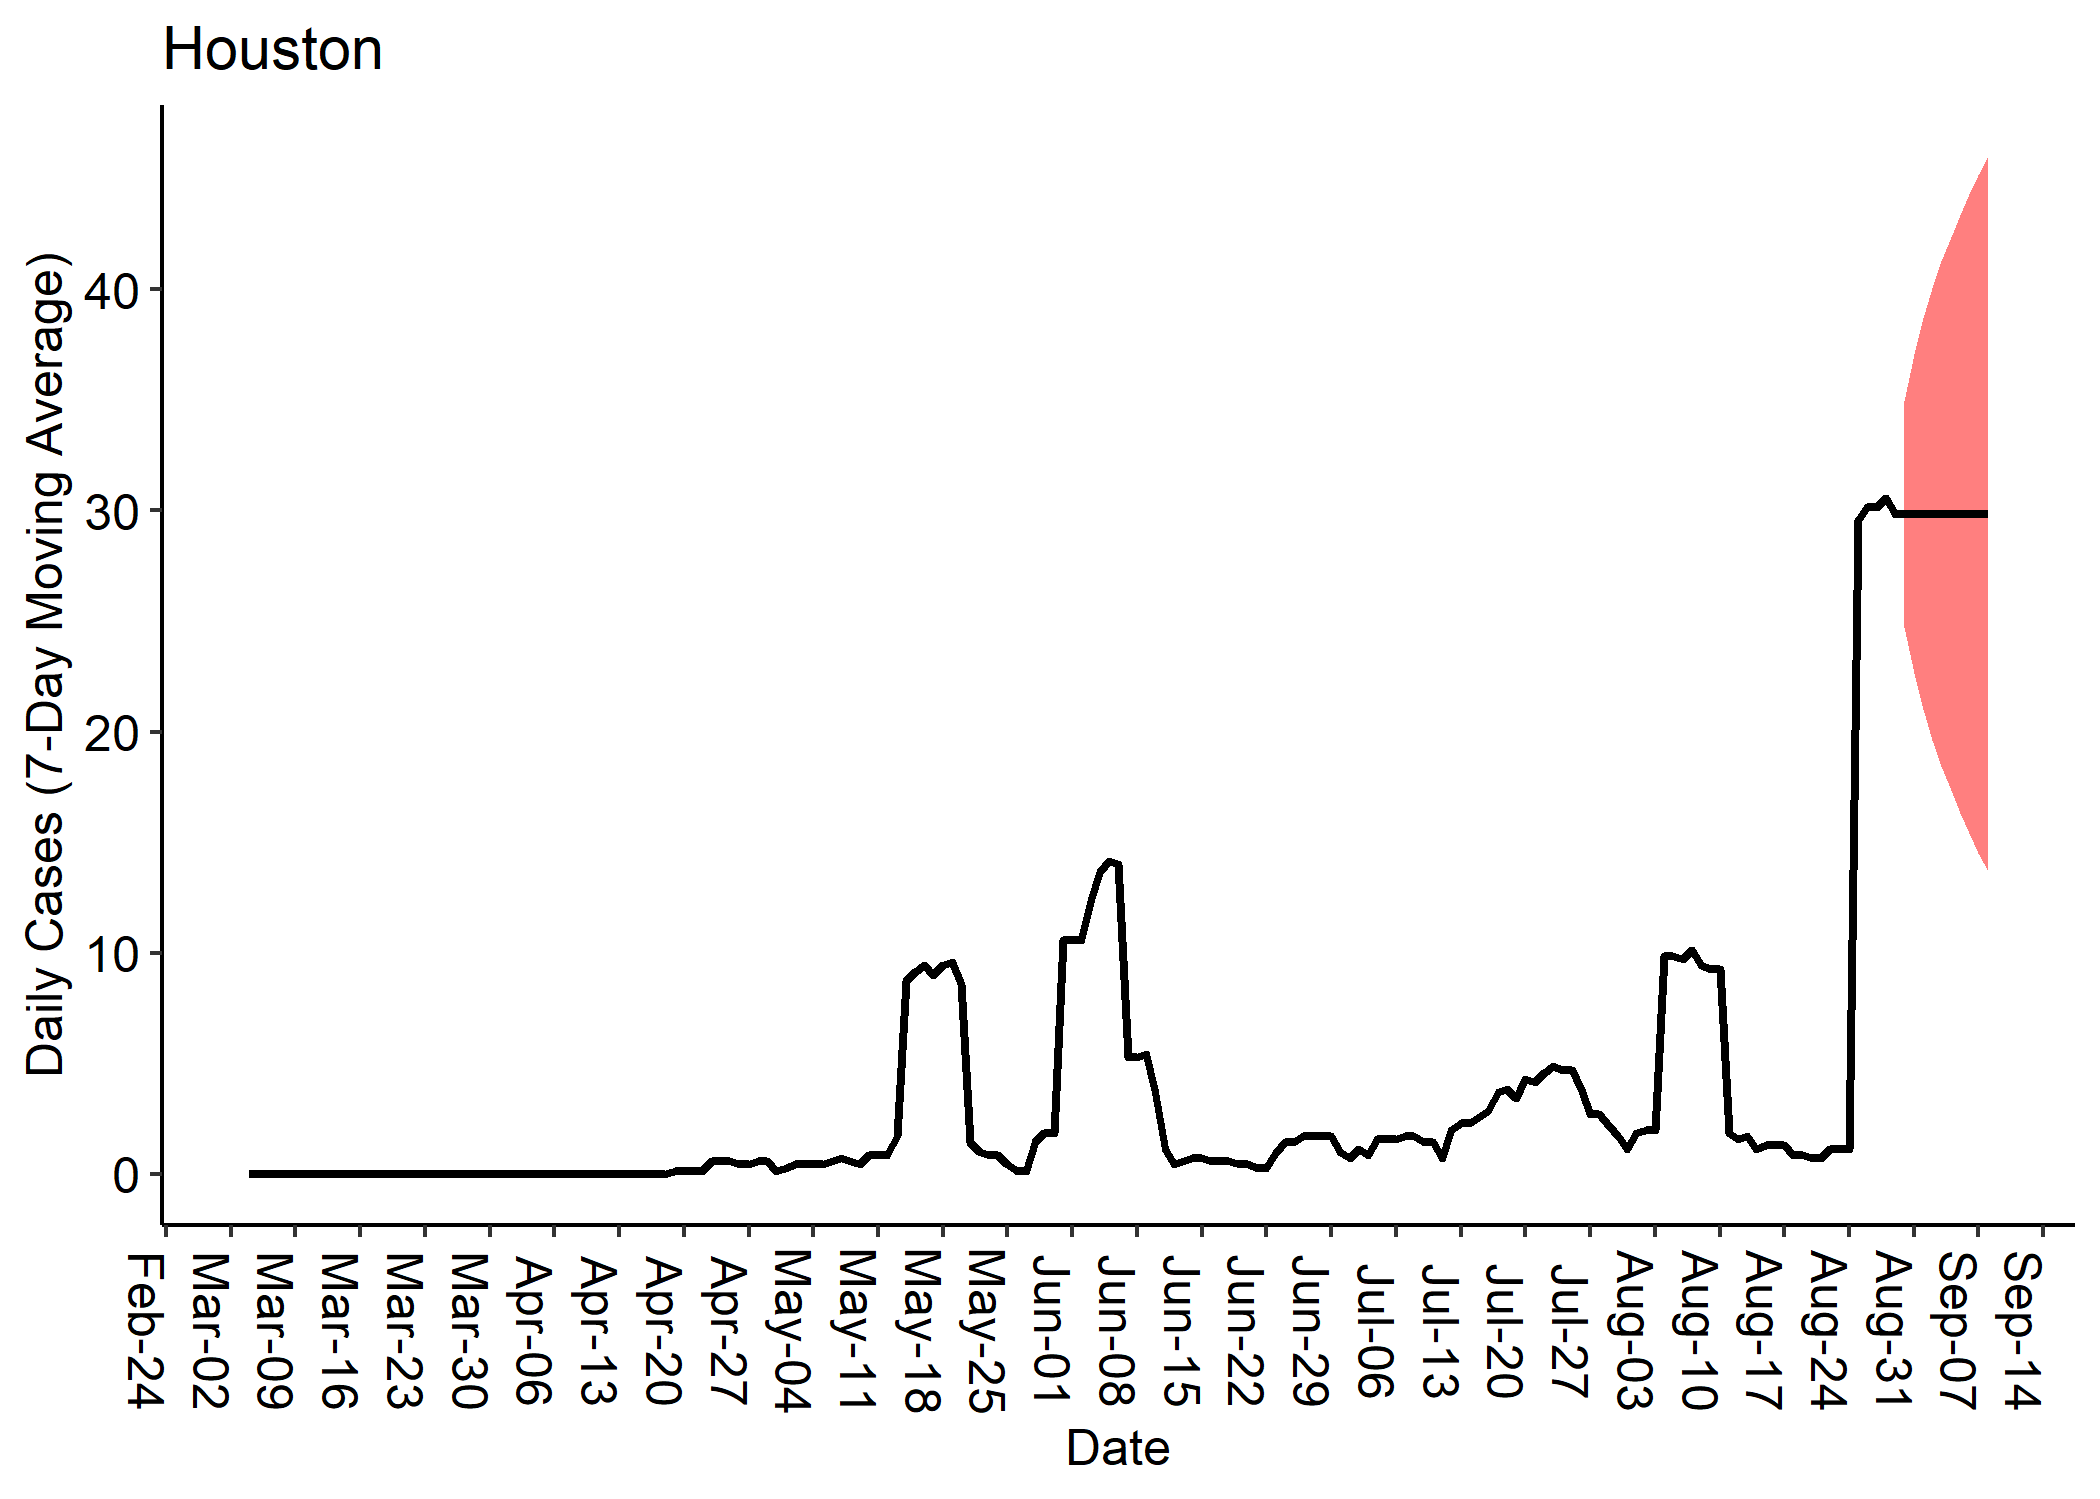 Houston
Daily Cases (7-Day Moving Average)
40
30
20
10
0
Feb-24
Mar-02
Mar-09
Mar-16
Mar-23
Mar-30
Apr-06
Apr-13
Apr-20
Apr-27
May-04
May-11
May-18
May-25
Jun-01
Jun-08
Jun-15
Jun-22
Jun-29
Jul-06
Jul-13
Jul-20
Jul-27
Aug-03
Aug-10
Aug-17
Aug-24
Aug-31
Sep-07
Sep-14
Date